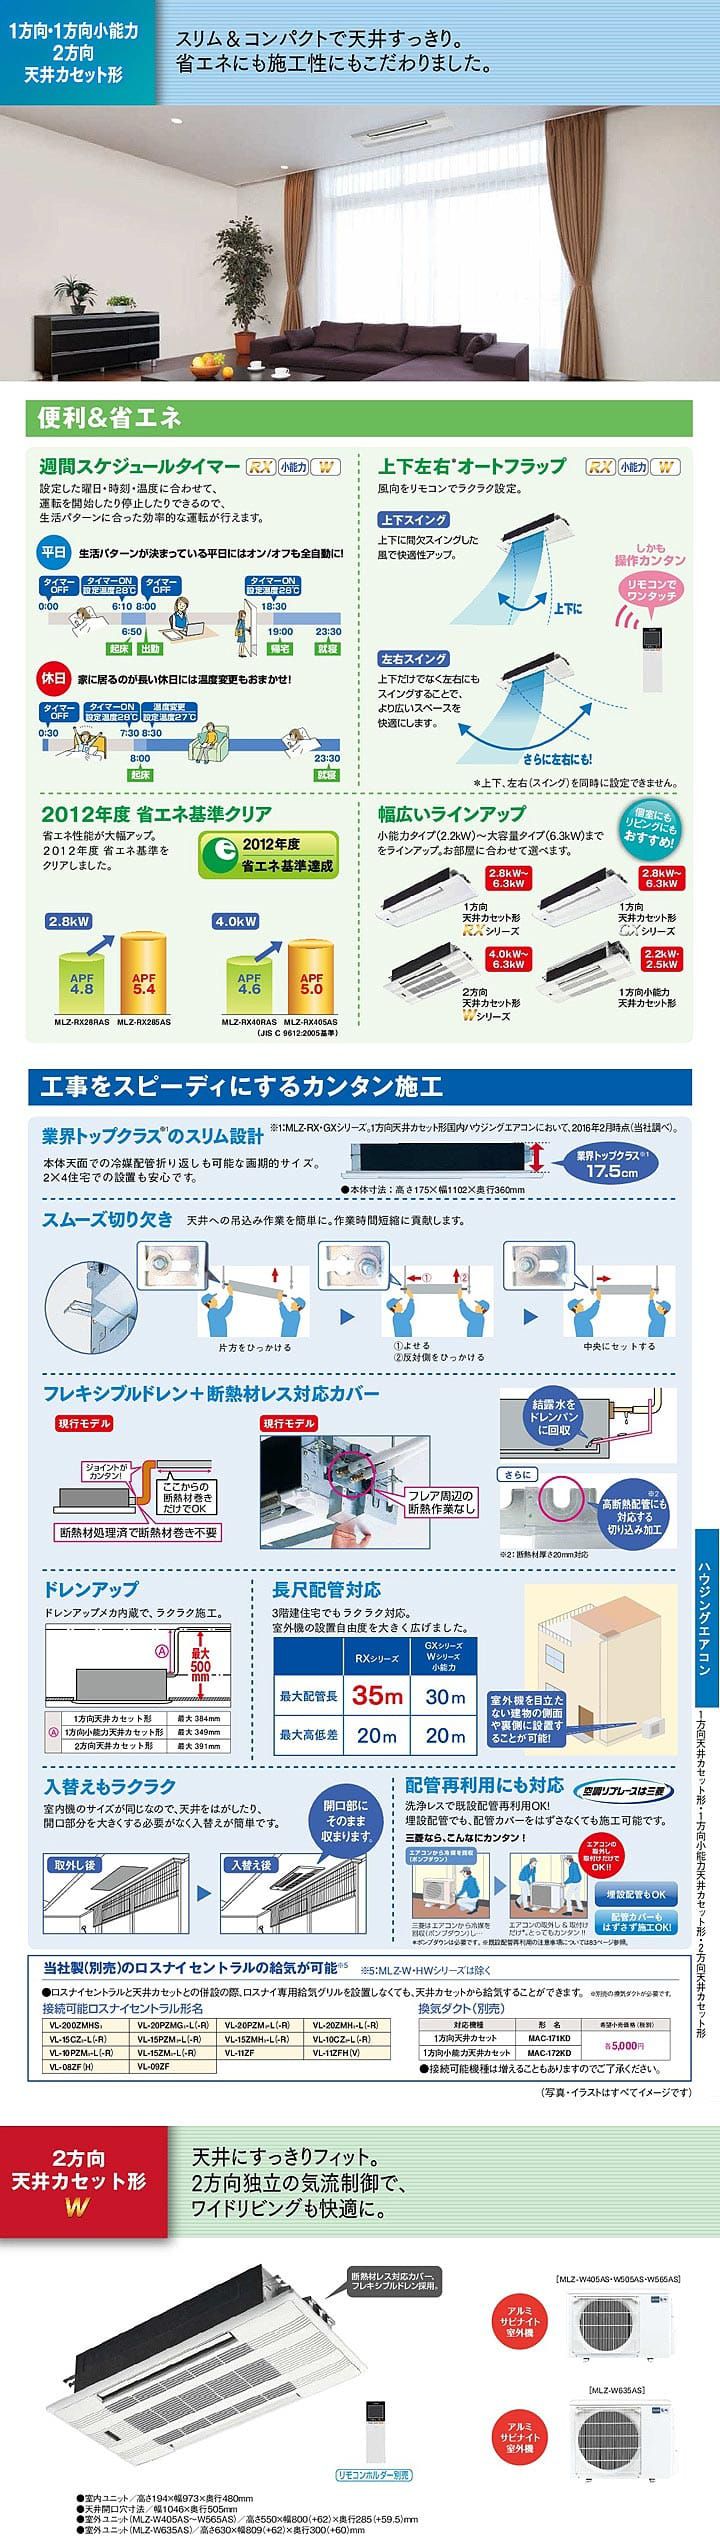 1方向・1方向小能力
2方向
天井カセット形
スリム&コンパクトで天井すっきり。
省エネにも施工性にもこだわりました。
便利&省エネ
週間スケジュールタイマー RX 小能力 W
設定した曜日・時刻・温度に合わせて、
運転を開始したり停止したりできるので、
生活パターンに合った効率的な運転が行えます。
平日 生活パターンが決まっている平日にはオン/オフも全自動に!
タイマーOFF タイマーON 設定温度28℃ タイマーOFF タイマーON 設定温度28℃
0:00 6:10 8:00 18:30
6:50 19:00 23:30
起床 出勤 帰宅 就寝
休日 家に居るのが長い休日には温度変更もおまかせ!
タイマーOFF タイマーON 設定温度28℃ 温度変更 設定温度27℃
0:30 7:30 8:30
8:00 23:30
起床 就寝
上下左右*オートフラップ RX 小能力 W
風向をリモコンでラクラク設定。
上下スイング
上下に間欠スイングした
風で快適性アップ。
上下に
しかも
操作カンタン
リモコンで
ワンタッチ
左右スイング
上下だけでなく左右にも
スイングすることで、
より広いスペースを
快適にします。
さらに左右にも!
*上下、左右(スイング)を同時に設定できません。
2012年度 省エネ基準クリア
省エネ性能が大幅アップ。
2012年度 省エネ基準を
クリアしました。
2012年度
省エネ基準達成
2.8kW 4.0kW
APF 4.8 APF 5.4 APF 4.6 APF 5.0
MLZ-RX28RAS MLZ-RX285AS MLZ-RX40RAS MLZ-RX405AS
(JIS C 9612:2005基準)
幅広いラインアップ
小能力タイプ(2.2kW)〜大容量タイプ(6.3kW)まで
をラインアップ。お部屋に合わせて選べます。
個室にも
リビングにも
おすすめ!
2.8kW〜6.3kW
1方向
天井カセット形
RXシリーズ
2.8kW〜6.3kW
1方向
天井カセット形
GXシリーズ
4.0kW〜6.3kW
2方向
天井カセット形
Wシリーズ
2.2kW・2.5kW
1方向小能力
天井カセット形
工事をスピーディにするカンタン施工
業界トップクラス※1のスリム設計
※1:MLZ-RX・GXシリーズ。1方向天井カセット形国内ハウジングエアコンにおいて、2016年2月時点(当社調べ)。
本体天面での冷媒配管折り返しも可能な画期的サイズ。
2×4住宅での設置も安心です。
●本体寸法:高さ175×幅1102×奥行360mm
業界トップクラス※1
17.5cm
スムーズ切り欠き 天井への吊込み作業を簡単に。作業時間短縮に貢献します。
片方をひっかける
① ②
①よせる
②反対側をひっかける
中央にセットする
フレキシブルドレン+断熱材レス対応カバー
現行モデル
ジョイントが
カンタン!
ここからの
断熱材巻き
だけでOK
断熱材処理済で断熱材巻き不要
現行モデル
フレア周辺の
断熱作業なし
結露水を
ドレンパン
に回収
さらに
※2
高断熱配管にも
対応する
切り込み加工
※2:断熱材厚さ20mm対応
ドレンアップ
ドレンアップメカ内蔵で、ラクラク施工。
Ⓐ 最大500mm
1方向天井カセット形 最大384mm
Ⓐ 1方向小能力天井カセット形 最大349mm
2方向天井カセット形 最大391mm
長尺配管対応
3階建住宅でもラクラク対応。
室外機の設置自由度を大きく広げました。
RXシリーズ GXシリーズ Wシリーズ 小能力
最大配管長 35m 30m
最大高低差 20m 20m
室外機を目立た
ない建物の側面
や裏側に設置す
ることが可能!
入替えもラクラク
室内機のサイズが同じなので、天井をはがしたり、
開口部分を大きくする必要がなく入替えが簡単です。
開口部に
そのまま
収まります。
取外し後 入替え後
配管再利用にも対応 空調リプレースは三菱
洗浄レスで既設配管再利用OK!
埋設配管でも、配管カバーをはずさなくても施工可能です。
三菱なら、こんなにカンタン!
エアコンから冷媒を回収
(ポンプダウン)
エアコンの
取外し
取付けだけで
OK!!
埋設配管もOK
配管カバーも
はずさず施工OK!
三菱はエアコンから冷媒を
回収(ポンプダウン)し…
エアコンの取外し&取付け
だけ*。とってもカンタン!!
*ポンプダウンは必要です。※既設配管再利用の注意事項については83ページ参照。
当社製(別売)のロスナイセントラルの給気が可能※5 ※5:MLZ-W・HWシリーズは除く
●ロスナイセントラルと天井カセットとの併設の際、ロスナイ専用給気グリルを設置しなくても、天井カセットから給気することができます。 ※別売の換気ダクトが必要です。
接続可能ロスナイセントラル形名
VL-200ZMHS3 VL-20PZMG3-L(-R) VL-20PZM3-L(-R) VL-20ZMH3-L(-R)
VL-15CZ3-L(-R) VL-15PZM3-L(-R) VL-15ZMH3-L(-R) VL-10CZ3-L(-R)
VL-10PZM3-L(-R) VL-15ZM3-L(-R) VL-11ZF VL-11ZFH(V)
VL-08ZF(H) VL-09ZF
換気ダクト(別売)
対応機種 形 名 希望小売価格(税別)
1方向天井カセット MAC-171KD 各5,000円
1方向小能力天井カセット MAC-172KD
●接続可能機種は増えることもありますのでご了承ください。
(写真・イラストはすべてイメージです)
ハウジングエアコン
1方向天井カセット形・1方向小能力天井カセット形・2方向天井カセット形
2方向
天井カセット形
W
天井にすっきりフィット。
2方向独立の気流制御で、
ワイドリビングも快適に。
断熱材レス対応カバー、
フレキシブルドレン採用。
リモコンホルダー別売
[MLZ-W405AS・W505AS・W565AS]
アルミ
サビナイト
室外機
[MLZ-W635AS]
アルミ
サビナイト
室外機
●室内ユニット/高さ194×幅973×奥行480mm
●天井開口穴寸法/幅1046×奥行505mm
●室外ユニット(MLZ-W405AS〜W565AS)/高さ550×幅800(+62)×奥行285(+59.5)mm
●室外ユニット(MLZ-W635AS)/高さ630×幅809(+62)×奥行300(+60)mm